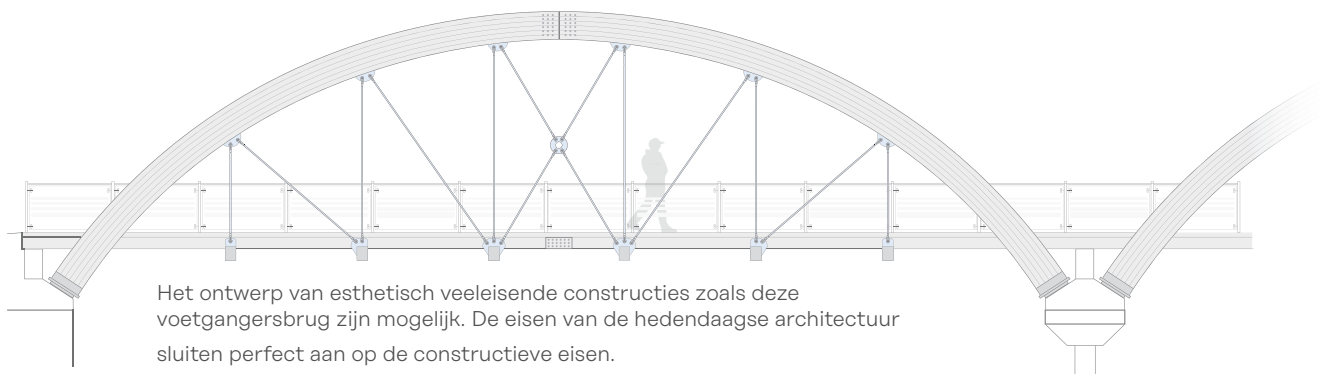 Het ontwerp van esthetisch veeleisende constructies zoals deze
voetgangersbrug zijn mogelijk. De eisen van de hedendaagse architectuur
sluiten perfect aan op de constructieve eisen.